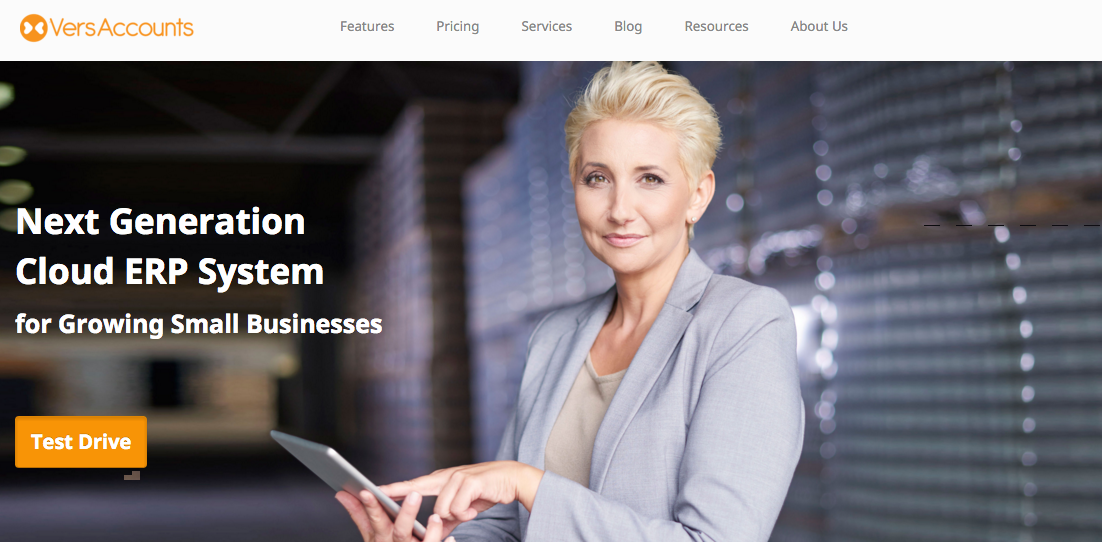 VersAccounts
Features Pricing Services Blog Resources About Us
Next Generation
Cloud ERP System
for Growing Small Businesses
Test Drive